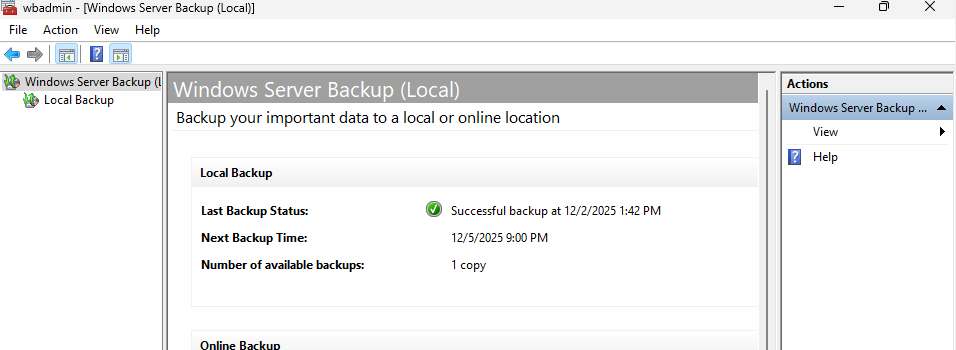 wbadmin - [Windows Server Backup (Local)]
File Action View Help
Windows Server Backup (L
Local Backup
Windows Server Backup (Local)
Backup your important data to a local or online location
Local Backup
Last Backup Status: Successful backup at 12/2/2025 1:42 PM
Next Backup Time: 12/5/2025 9:00 PM
Number of available backups: 1 copy
Online Backup
Actions
Windows Server Backup ...
View
Help